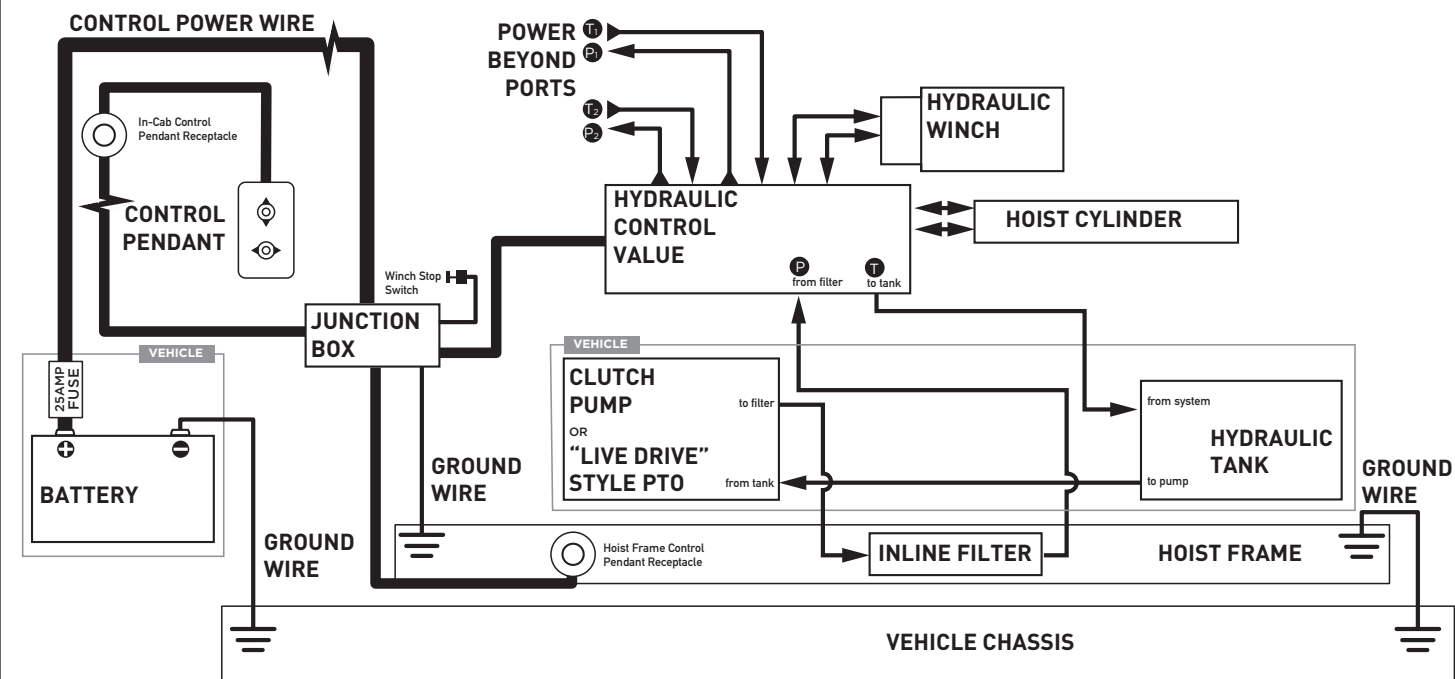 CONTROL POWER WIRE
POWER
BEYOND
PORTS
T1
P1
T2
P2
In-Cab Control
Pendant Receptacle
CONTROL
PENDANT
HYDRAULIC
WINCH
HYDRAULIC
CONTROL
VALUE
P
from filter
T
to tank
HOIST CYLINDER
Winch Stop
Switch
JUNCTION
BOX
VEHICLE
25AMP
FUSE
BATTERY
GROUND
WIRE
GROUND
WIRE
VEHICLE
CLUTCH
PUMP
OR
“LIVE DRIVE”
STYLE PTO
to filter
from tank
from system
HYDRAULIC
TANK
to pump
GROUND
WIRE
Hoist Frame Control
Pendant Receptacle
INLINE FILTER
HOIST FRAME
VEHICLE CHASSIS